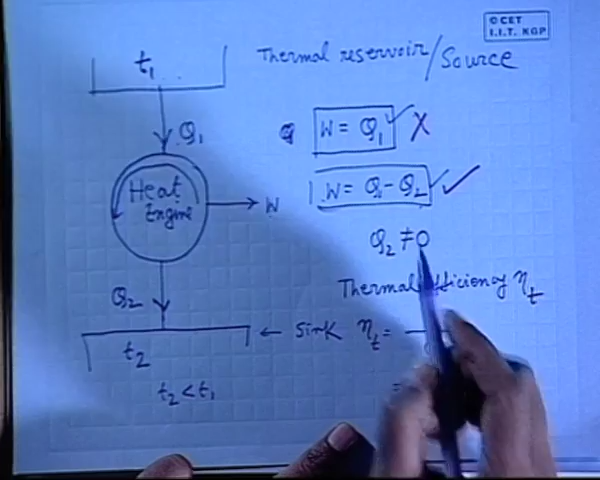 © CET
I.I.T. KGP
t₁
Thermal reservoir/Source
Q₁
W = Q₁ ✓ X
Heat
Engine
W
W = Q₁ - Q₂ ✓ ✓
Q₂ ≠ 0
Q₂
Thermal efficiency ηt
← Sink ηt =
t₂
t₂ < t₁
=